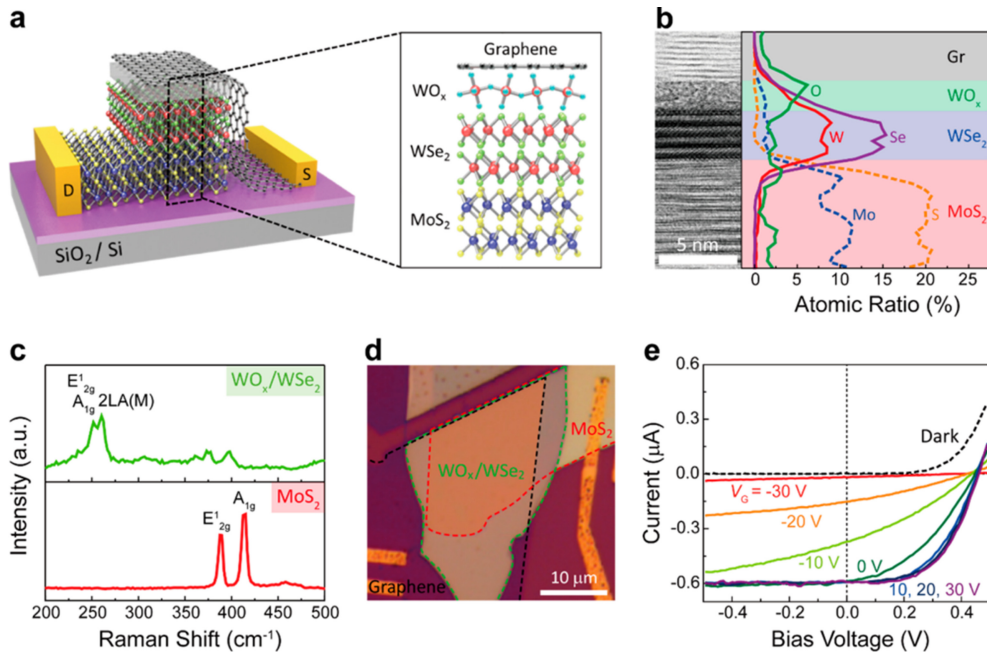 a
Graphene
WOₓ
WSe₂
MoS₂
D
S
SiO₂ / Si
b
Gr
WOₓ
WSe₂
MoS₂
O
W
Se
Mo
S
5 nm
0 5 10 15 20 25
Atomic Ratio (%)
c
Intensity (a.u.)
WOₓ/WSe₂
E¹₂g
A₁g 2LA(M)
MoS₂
A₁g
E¹₂g
200 250 300 350 400 450 500
Raman Shift (cm⁻¹)
d
MoS₂
WOₓ/WSe₂
Graphene
10 μm
e
Current (μA)
0.6
0.3
0.0
-0.3
-0.6
Dark
V_G = -30 V
-20 V
-10 V
0 V
10, 20, 30 V
-0.4 -0.2 0.0 0.2 0.4
Bias Voltage (V)